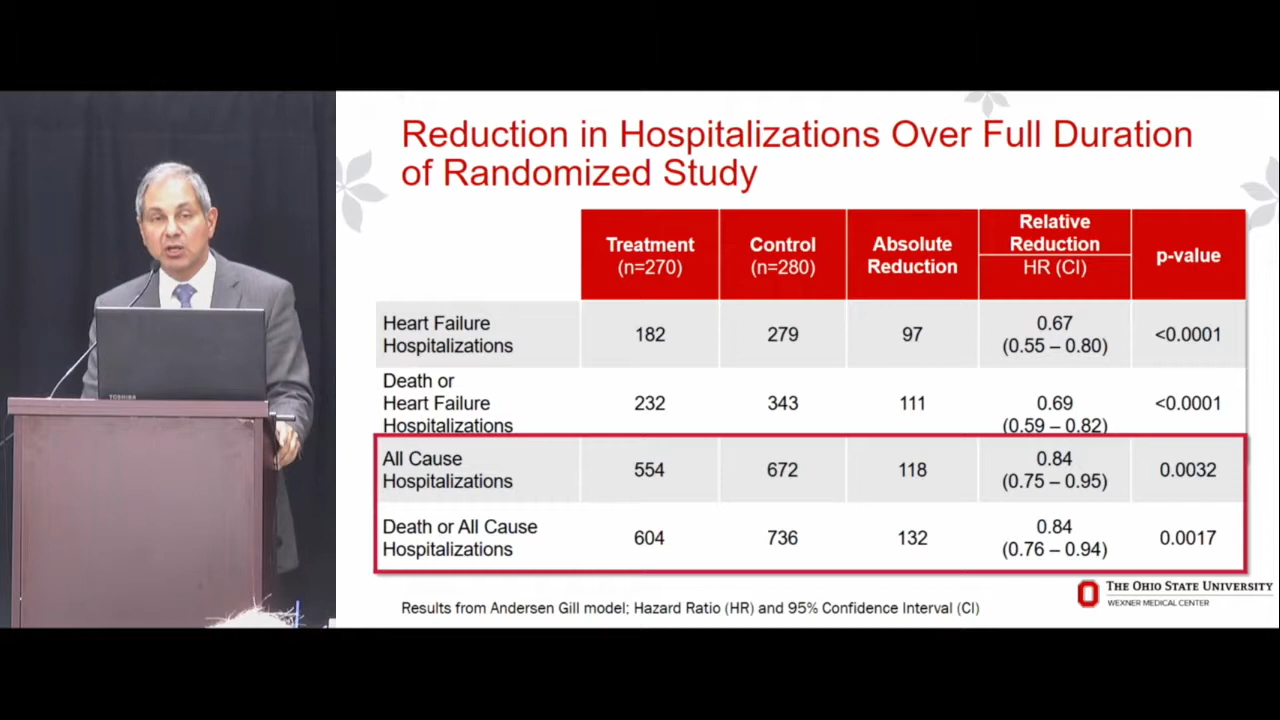 Reduction in Hospitalizations Over Full Duration
of Randomized Study
Treatment
(n=270)
Control
(n=280)
Absolute
Reduction
Relative
Reduction
HR (CI)
p-value
Heart Failure
Hospitalizations
182
279
97
0.67
(0.55 – 0.80)
<0.0001
Death or
Heart Failure
Hospitalizations
232
343
111
0.69
(0.59 – 0.82)
<0.0001
All Cause
Hospitalizations
554
672
118
0.84
(0.75 – 0.95)
0.0032
Death or All Cause
Hospitalizations
604
736
132
0.84
(0.76 – 0.94)
0.0017
Results from Andersen Gill model; Hazard Ratio (HR) and 95% Confidence Interval (CI)
THE OHIO STATE UNIVERSITY
WEXNER MEDICAL CENTER
TOSHIBA